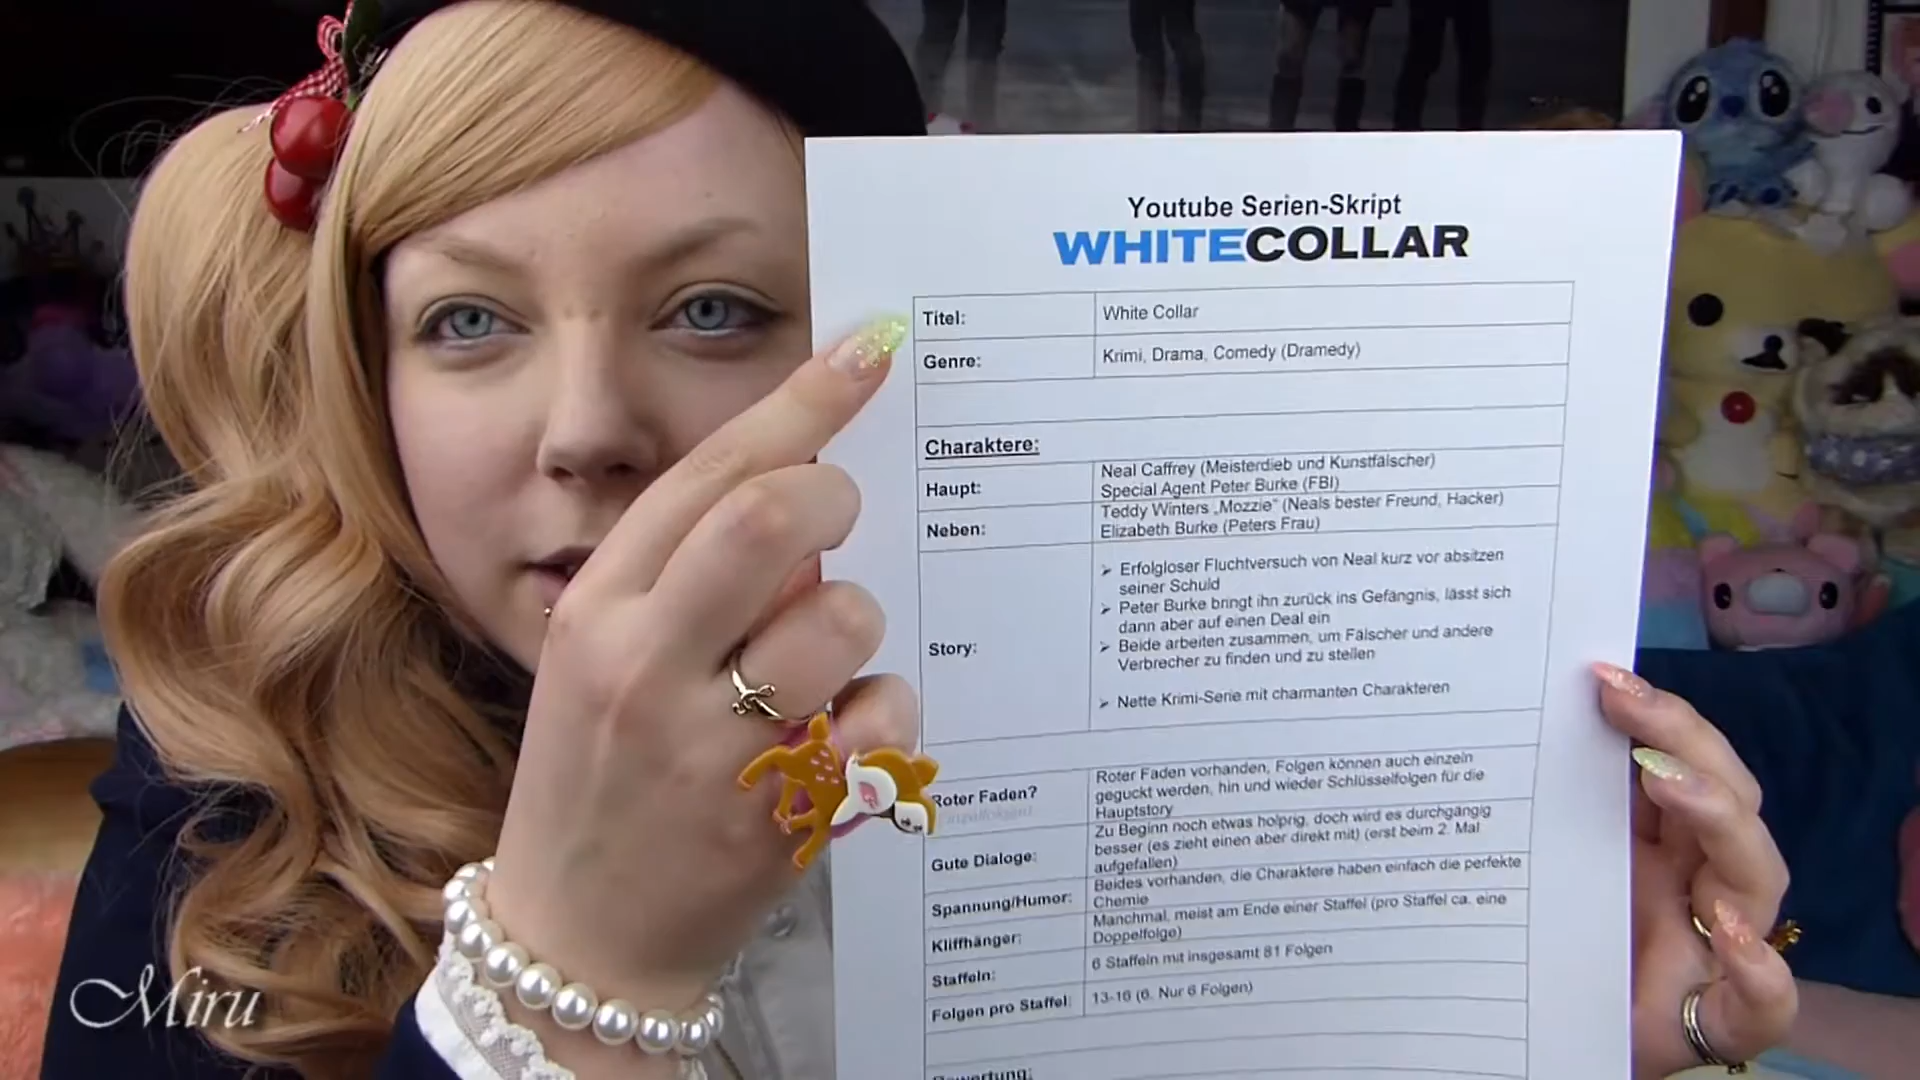 Youtube Serien-Skript
WHITECOLLAR
Titel: White Collar
Genre: Krimi, Drama, Comedy (Dramedy)
Charaktere:
Haupt: Neal Caffrey (Meisterdieb und Kunstfälscher)
Special Agent Peter Burke (FBI)
Neben: Teddy Winters „Mozzie“ (Neals bester Freund, Hacker)
Elizabeth Burke (Peters Frau)
Story:
➢ Erfolgloser Fluchtversuch von Neal kurz vor absitzen
seiner Schuld
➢ Peter Burke bringt ihn zurück ins Gefängnis, lässt sich
dann aber auf einen Deal ein
➢ Beide arbeiten zusammen, um Fälscher und andere
Verbrecher zu finden und zu stellen
➢ Nette Krimi-Serie mit charmanten Charakteren
Roter Faden? Roter Faden vorhanden, Folgen können auch einzeln
geguckt werden, hin und wieder Schlüsselfolgen für die
Hauptstory
Gute Dialoge: Zu Beginn noch etwas holprig, doch wird es durchgängig
besser (es zieht einen aber direkt mit) (erst beim 2. Mal
aufgefallen)
Spannung/Humor: Beides vorhanden, die Charaktere haben einfach die perfekte
Chemie
Kliffhänger: Manchmal, meist am Ende einer Staffel (pro Staffel ca. eine
Doppelfolge)
Staffeln: 6 Staffeln mit insgesamt 81 Folgen
Folgen pro Staffel: 13-16 (6. Nur 6 Folgen)
Bewertung:
Miru